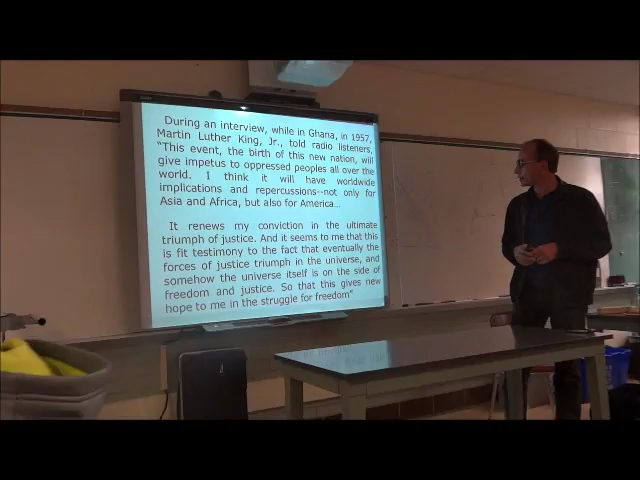 During an interview, while in Ghana, in 1957,
Martin Luther King, Jr., told radio listeners,
"This event, the birth of this new nation, will
give impetus to oppressed peoples all over the
world. I think it will have worldwide
implications and repercussions--not only for
Asia and Africa, but also for America...
It renews my conviction in the ultimate
triumph of justice. And it seems to me that this
is fit testimony to the fact that eventually the
forces of justice triumph in the universe, and
somehow the universe itself is on the side of
freedom and justice. So that this gives new
hope to me in the struggle for freedom"